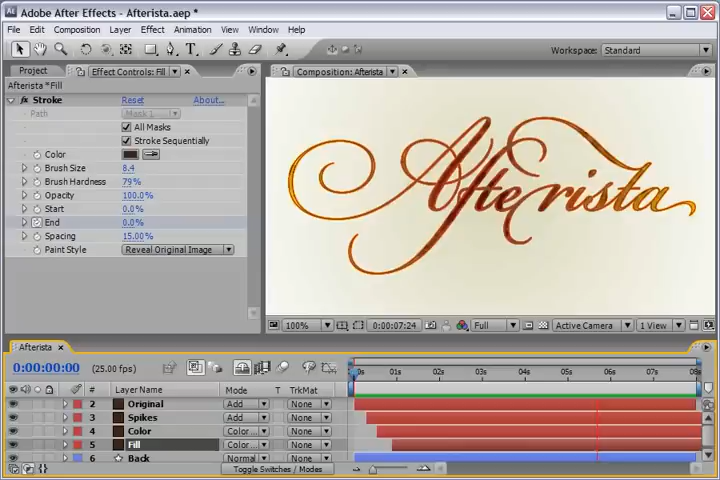 Adobe After Effects - Afterista.aep *
File Edit Composition Layer Effect Animation View Window Help
Workspace: Standard
Project Effect Controls: Fill
Afterista * Fill
fx Stroke Reset About...
Path Mask 1
All Masks
Stroke Sequentially
Color
Brush Size 8.4
Brush Hardness 79%
Opacity 100.0%
Start 0.0%
End 0.0%
Spacing 15.00%
Paint Style Reveal Original Image
Composition: Afterista
Afterista
100% 0:00:07:24 Full Active Camera 1 View
Afterista
0:00:00:00 (25.00 fps)
0s 01s 02s 03s 04s 05s 06s 07s 08s
# Layer Name Mode T TrkMat
2 Original Add None
3 Spikes Add None
4 Color Color... None
5 Fill Color... None
6 Back Normal None
Toggle Switches / Modes